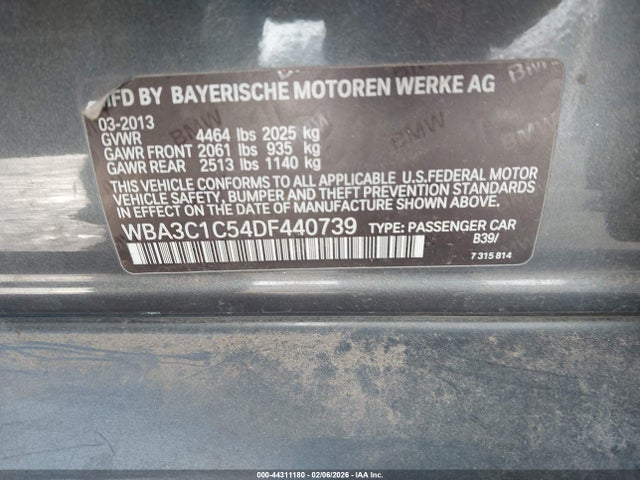 MFD BY BAYERISCHE MOTOREN WERKE AG
03-2013
GVWR 4464 lbs 2025 kg
GAWR FRONT 2061 lbs 935 kg
GAWR REAR 2513 lbs 1140 kg
THIS VEHICLE CONFORMS TO ALL APPLICABLE U.S.FEDERAL MOTOR
VEHICLE SAFETY, BUMPER, AND THEFT PREVENTION STANDARDS
IN EFFECT ON THE DATE OF MANUFACTURE SHOWN ABOVE.
WBA3C1C54DF440739 TYPE: PASSENGER CAR
B39/
7 315 814
000-44311180 - 02/06/2026 - IAA Inc.